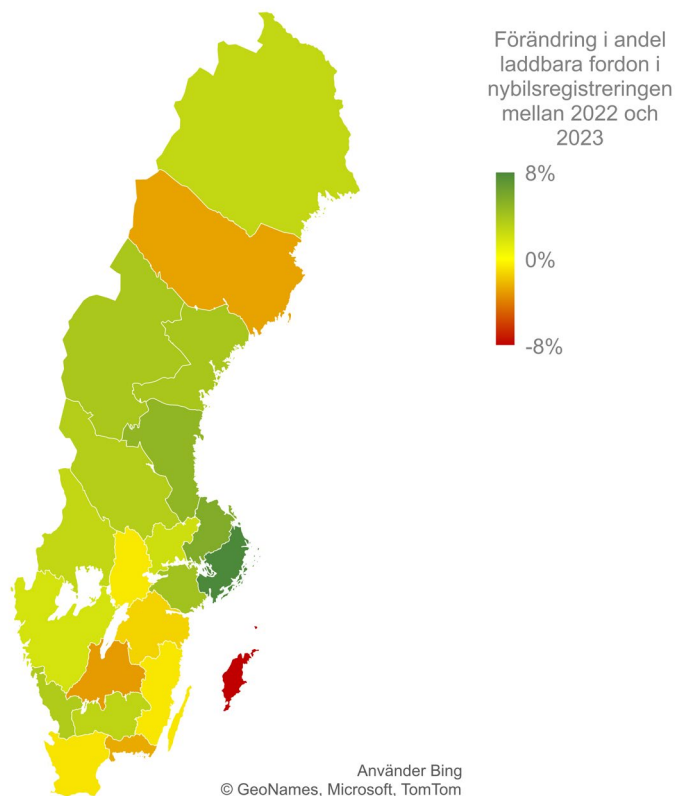 Förändring i andel
laddbara fordon i
nybilsregistreringen
mellan 2022 och
2023
8%
0%
-8%
Använder Bing
© GeoNames, Microsoft, TomTom